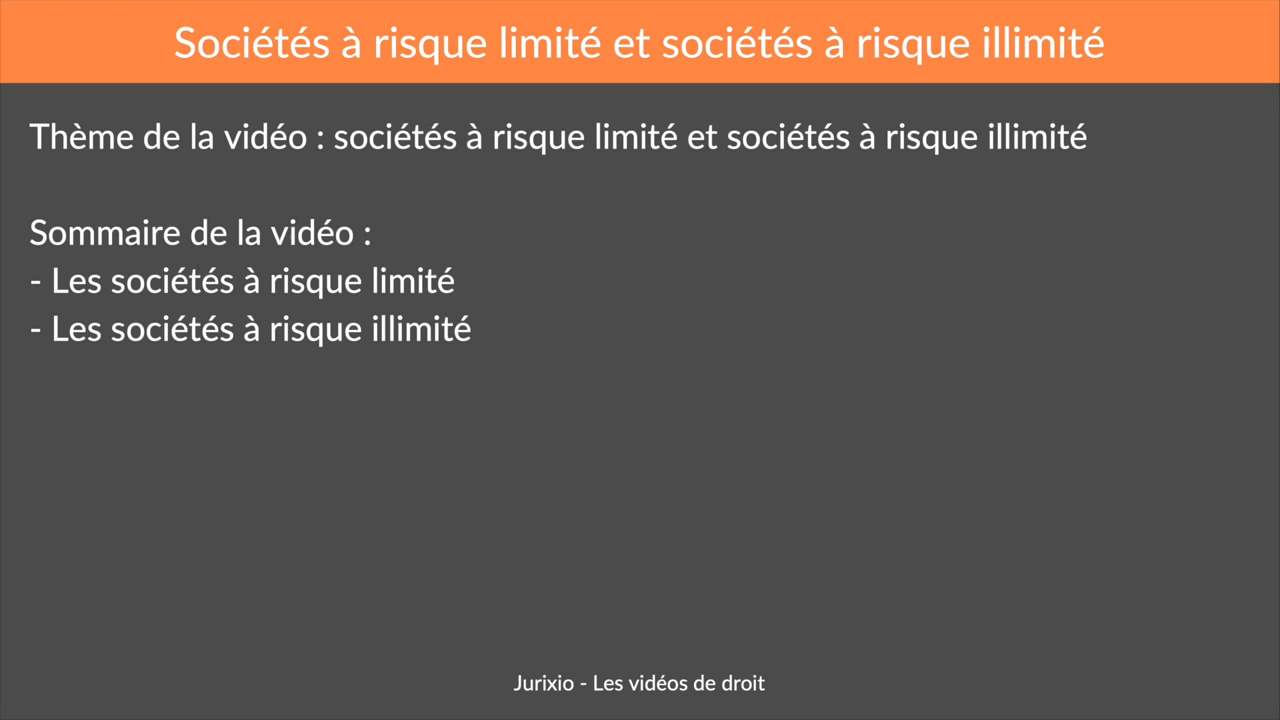 Sociétés à risque limité et sociétés à risque illimité
Thème de la vidéo : sociétés à risque limité et sociétés à risque illimité
Sommaire de la vidéo :
- Les sociétés à risque limité
- Les sociétés à risque illimité
Jurixio - Les vidéos de droit